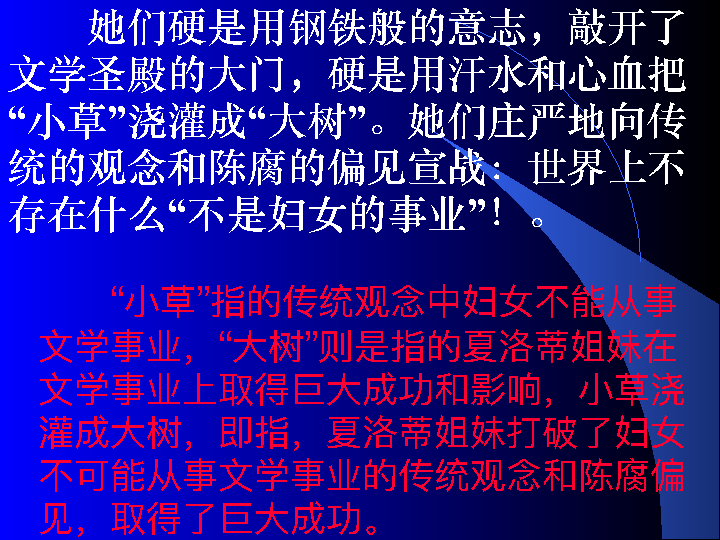 她们硬是用钢铁般的意志，敲开了
文学圣殿的大门，硬是用汗水和心血把
“小草”浇灌成“大树”。她们庄严地向传
统的观念和陈腐的偏见宣战：世界上不
存在什么“不是妇女的事业”！。
“小草”指的传统观念中妇女不能从事
文学事业，“大树”则是指的夏洛蒂姐妹在
文学事业上取得巨大成功和影响，小草浇
灌成大树，即指，夏洛蒂姐妹打破了妇女
不可能从事文学事业的传统观念和陈腐偏
见，取得了巨大成功。